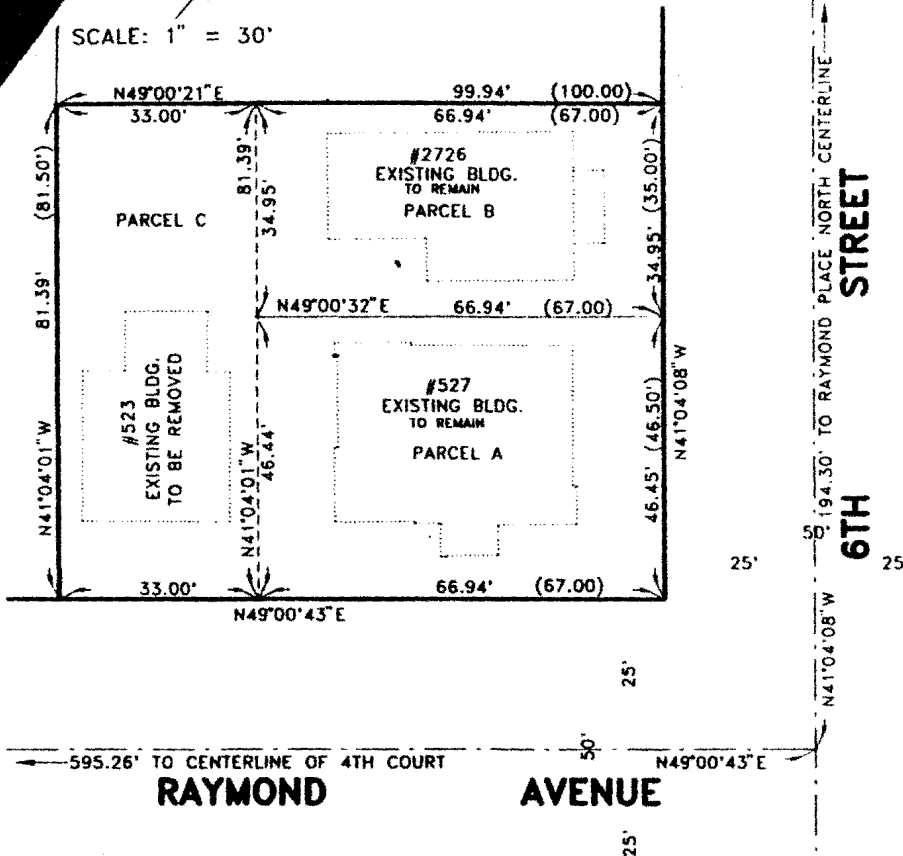 SCALE: 1" = 30'
N49°00'21"E
99.94' (100.00)
33.00'
66.94' (67.00)
81.39' (81.50')
N41°04'01"W
PARCEL C
81.39'
34.95'
#2726
EXISTING BLDG.
TO REMAIN
PARCEL B
34.95' (35.00')
N49°00'32"E 66.94' (67.00)
#523
EXISTING BLDG.
TO BE REMOVED
N41°04'01"W
46.44'
#527
EXISTING BLDG.
TO REMAIN
PARCEL A
46.45' (46.50')
N41°04'08"W
33.00'
66.94' (67.00)
N49°00'43"E
194.30' TO RAYMOND PLACE NORTH CENTERLINE
6TH STREET
50'
25'
25
N41°04'08"W
25'
50'
595.26' TO CENTERLINE OF 4TH COURT
N49°00'43"E
RAYMOND AVENUE
25'